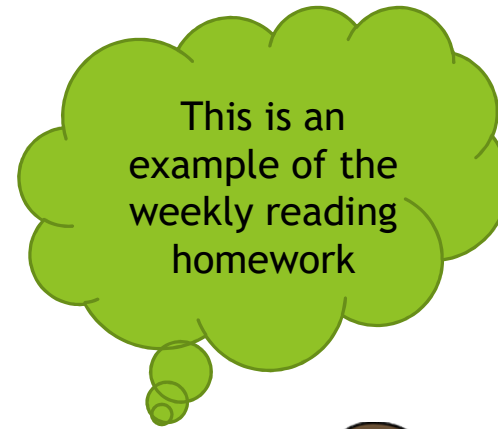 This is an
example of the
weekly reading
homework